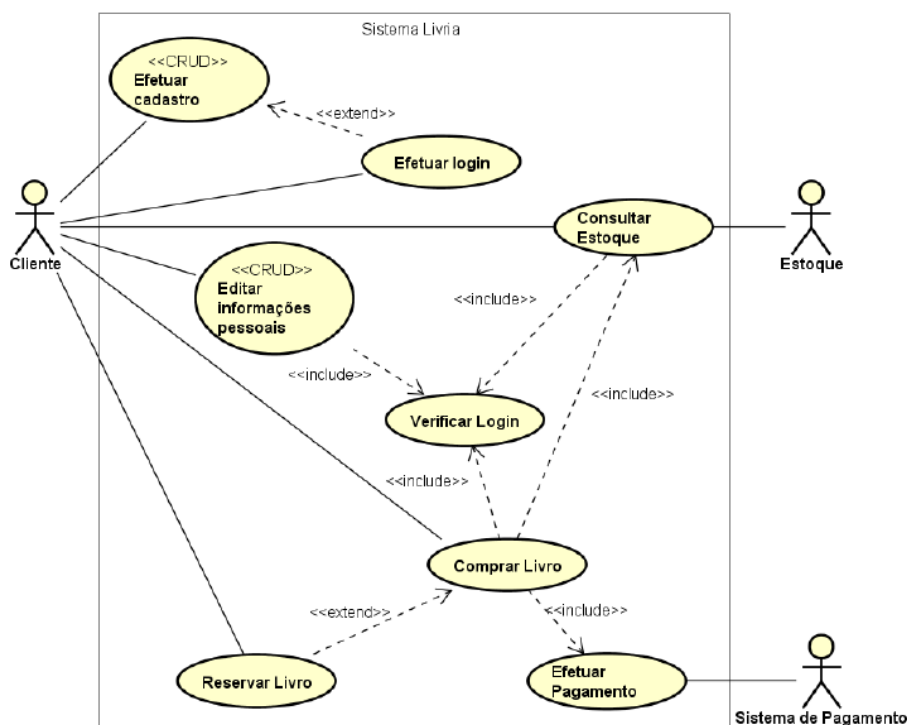 Sistema Livria
<<CRUD>>
Efetuar
cadastro
<<extend>>
Efetuar login
Cliente
Consultar
Estoque
Estoque
<<CRUD>>
Editar
informações
pessoais
<<include>>
<<include>>
<<include>>
Verificar Login
<<include>>
Comprar Livro
<<extend>>
<<include>>
Reservar Livro
Efetuar
Pagamento
Sistema de Pagamento